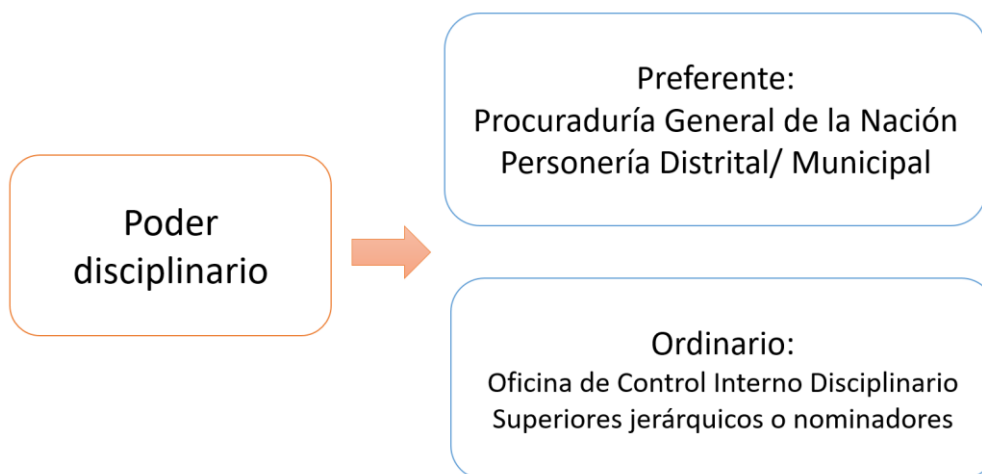 Poder
disciplinario
Preferente:
Procuraduría General de la Nación
Personería Distrital/ Municipal
Ordinario:
Oficina de Control Interno Disciplinario
Superiores jerárquicos o nominadores